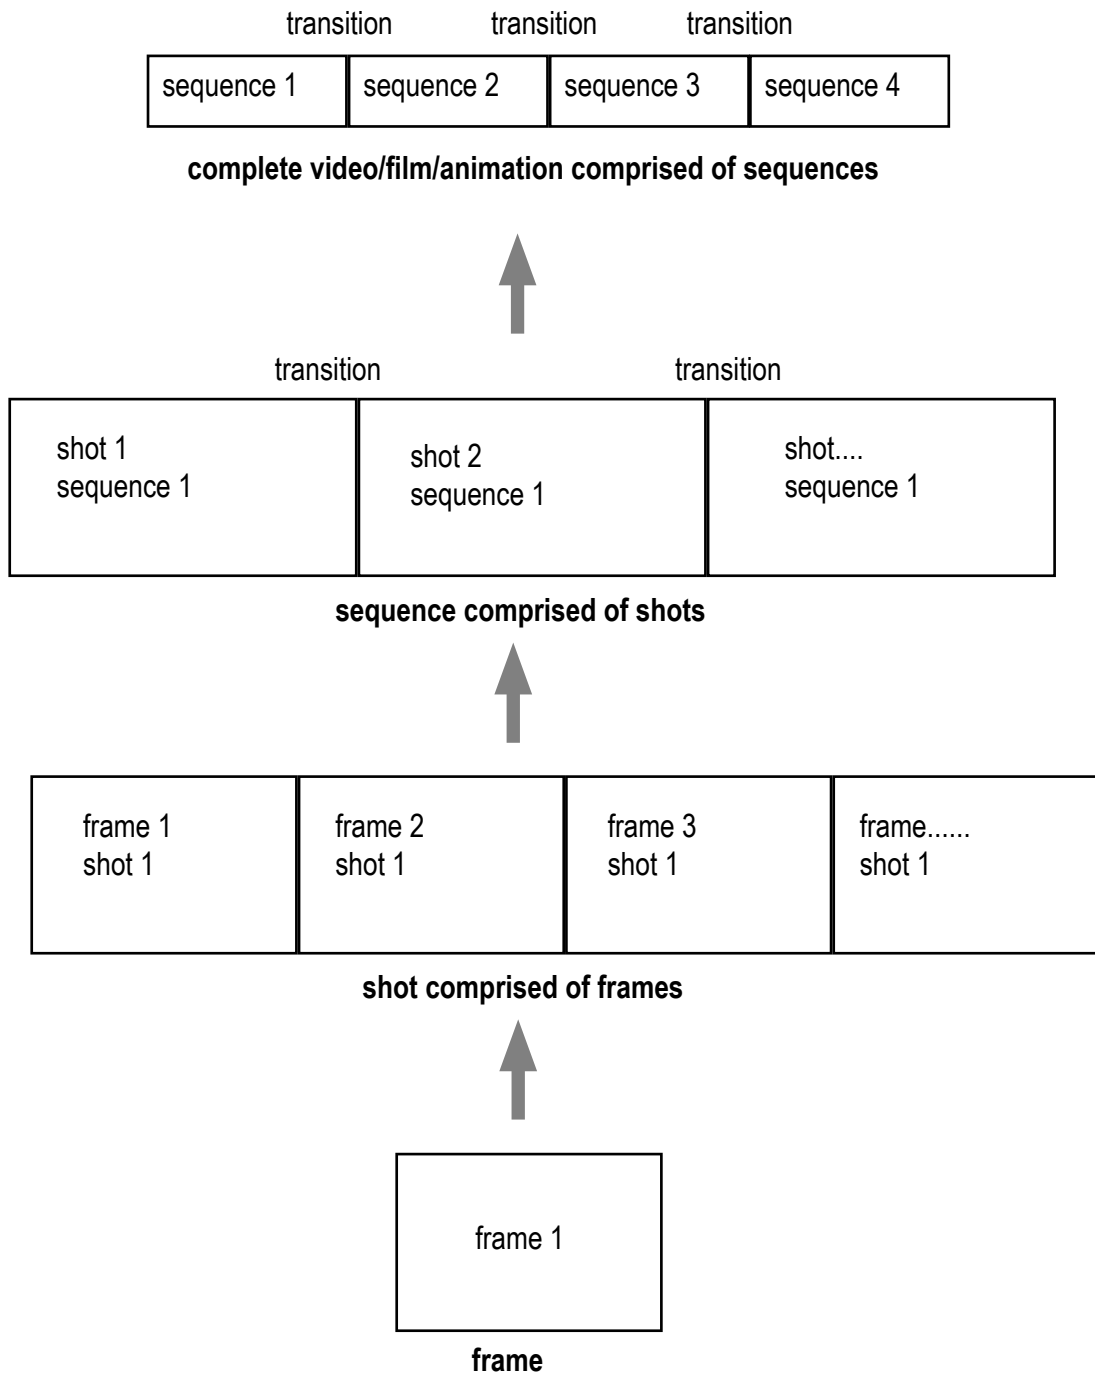 transition transition transition
sequence 1 sequence 2 sequence 3 sequence 4
complete video/film/animation comprised of sequences
transition transition
shot 1
sequence 1
shot 2
sequence 1
shot....
sequence 1
sequence comprised of shots
frame 1
shot 1
frame 2
shot 1
frame 3
shot 1
frame......
shot 1
shot comprised of frames
frame 1
frame